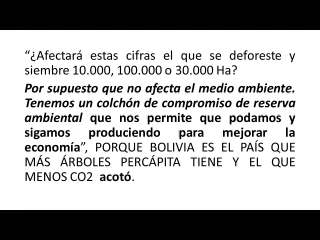 “¿Afectará estas cifras el que se deforeste y
siembre 10.000, 100.000 o 30.000 Ha?
Por supuesto que no afecta el medio ambiente.
Tenemos un colchón de compromiso de reserva
ambiental que nos permite que podamos y
sigamos produciendo para mejorar la
economía”, PORQUE BOLIVIA ES EL PAÍS QUE
MÁS ÁRBOLES PERCÁPITA TIENE Y EL QUE
MENOS CO2 acotó.